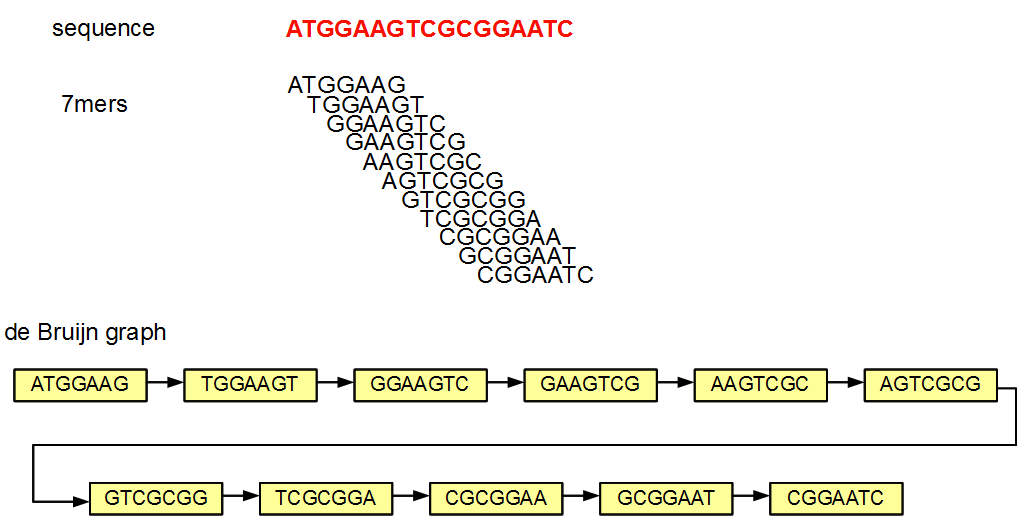 sequence ATGGAAGTCGCGGAATC
7mers
ATGGAAG
TGGAAGT
GGAAGTC
GAAGTCG
AAGTCGC
AGTCGCG
GTCGCGG
TCGCGGA
CGCGGAA
GCGGAAT
CGGAATC
de Bruijn graph
ATGGAAG TGGAAGT GGAAGTC GAAGTCG AAGTCGC AGTCGCG
GTCGCGG TCGCGGA CGCGGAA GCGGAAT CGGAATC